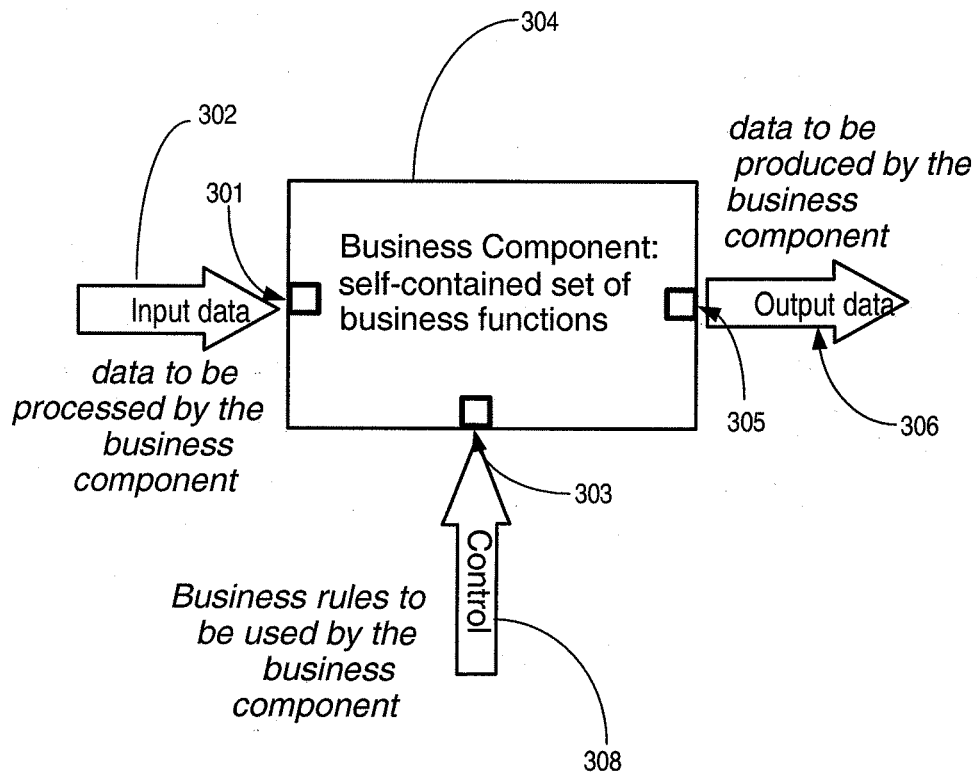 304
302
data to be
produced by the
business
component
301
Business Component:
self-contained set of
business functions
Input data
Output data
data to be
processed by the
business
component
305
306
303
Control
Business rules to
be used by the
business
component
308